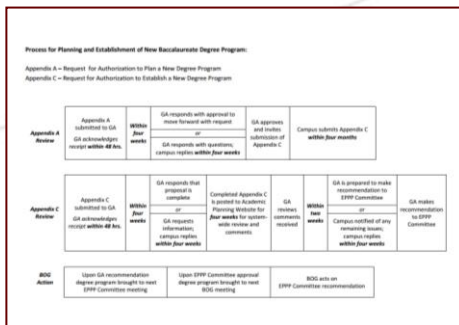 Process for Planning and Establishment of New Baccalaureate Degree Program:
Appendix A – Request for Authorization to Plan a New Degree Program
Appendix C – Request for Authorization to Establish a New Degree Program
Appendix A
Review
Appendix A
submitted to GA
GA acknowledges
receipt within 48 hrs.
Within
four
weeks
GA responds with approval to
move forward with request
or
GA responds with questions;
campus replies within four weeks
GA approves
and invites
submission of
Appendix C
Campus submits Appendix C
within four months
Appendix C
Review
Appendix C
submitted to GA
GA acknowledges
receipt within 48 hrs.
Within
four
weeks
GA responds that
proposal is
complete
or
GA requests
information;
campus replies
within four weeks
Completed Appendix C
is posted to Academic
Planning Website for
four weeks for system-
wide review and
comments
GA
reviews
comments
received
Within
two
weeks
GA is prepared to make
recommendation to
EPPP Committee
or
Campus notified of any
remaining issues;
campus replies
within four weeks
GA makes
recommendation
to EPPP
Committee
BOG
Action
Upon GA recommendation
degree program brought to next
EPPP Committee meeting
Upon EPPP Committee approval
degree program brought to next
BOG meeting
BOG acts on
EPPP Committee recommendation